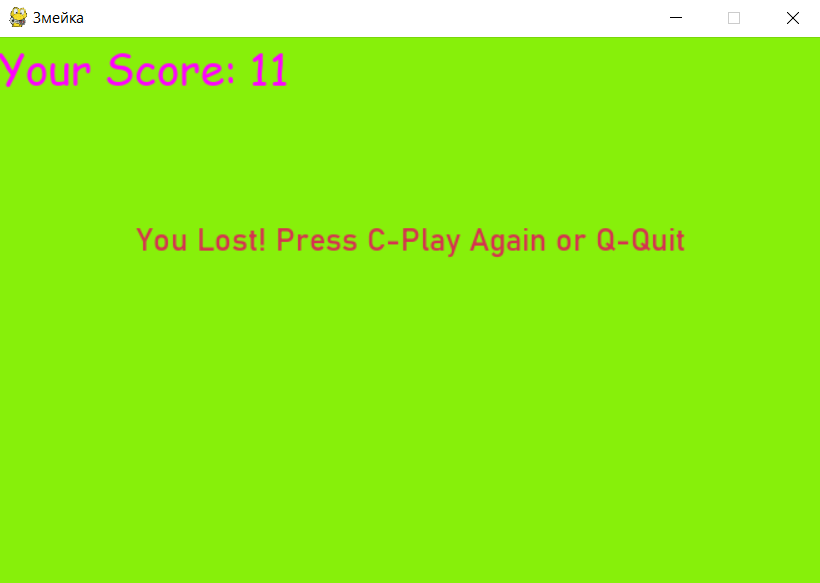 Змейка
Your Score: 11
You Lost! Press C-Play Again or Q-Quit